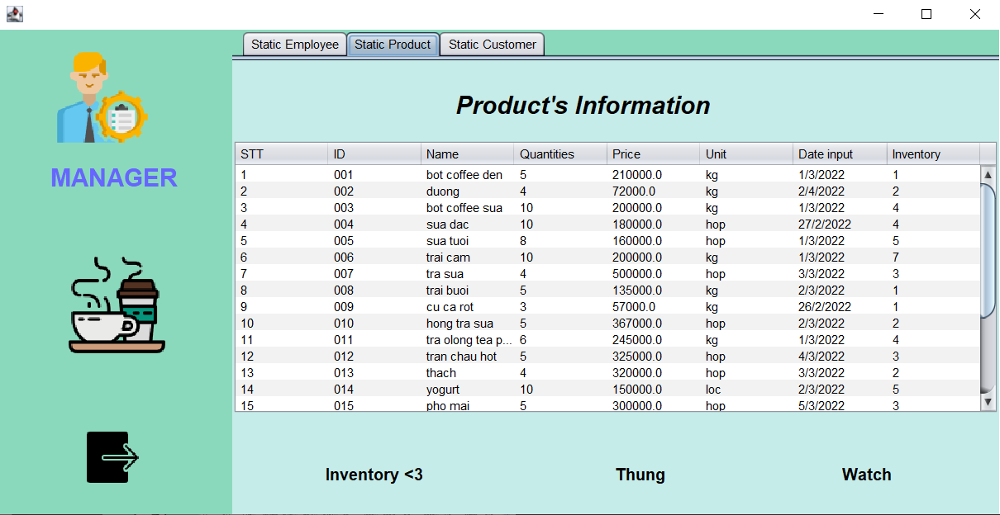 Static Employee Static Product Static Customer
Product's Information
MANAGER
STT ID Name Quantities Price Unit Date input Inventory
1 001 bot coffee den 5 210000.0 kg 1/3/2022 1
2 002 duong 4 72000.0 kg 2/4/2022 2
3 003 bot coffee sua 10 200000.0 kg 1/3/2022 4
4 004 sua dac 10 180000.0 hop 27/2/2022 4
5 005 sua tuoi 8 160000.0 hop 1/3/2022 5
6 006 trai cam 10 200000.0 kg 1/3/2022 7
7 007 tra sua 4 500000.0 hop 3/3/2022 3
8 008 trai buoi 5 135000.0 kg 2/3/2022 1
9 009 cu ca rot 3 57000.0 kg 26/2/2022 1
10 010 hong tra sua 5 367000.0 hop 2/3/2022 2
11 011 tra olong tea p... 6 245000.0 kg 1/3/2022 4
12 012 tran chau hot 5 325000.0 hop 4/3/2022 3
13 013 thach 4 320000.0 hop 3/3/2022 2
14 014 yogurt 10 150000.0 loc 2/3/2022 5
15 015 pho mai 5 300000.0 hop 5/3/2022 3
Inventory <3 Thung Watch